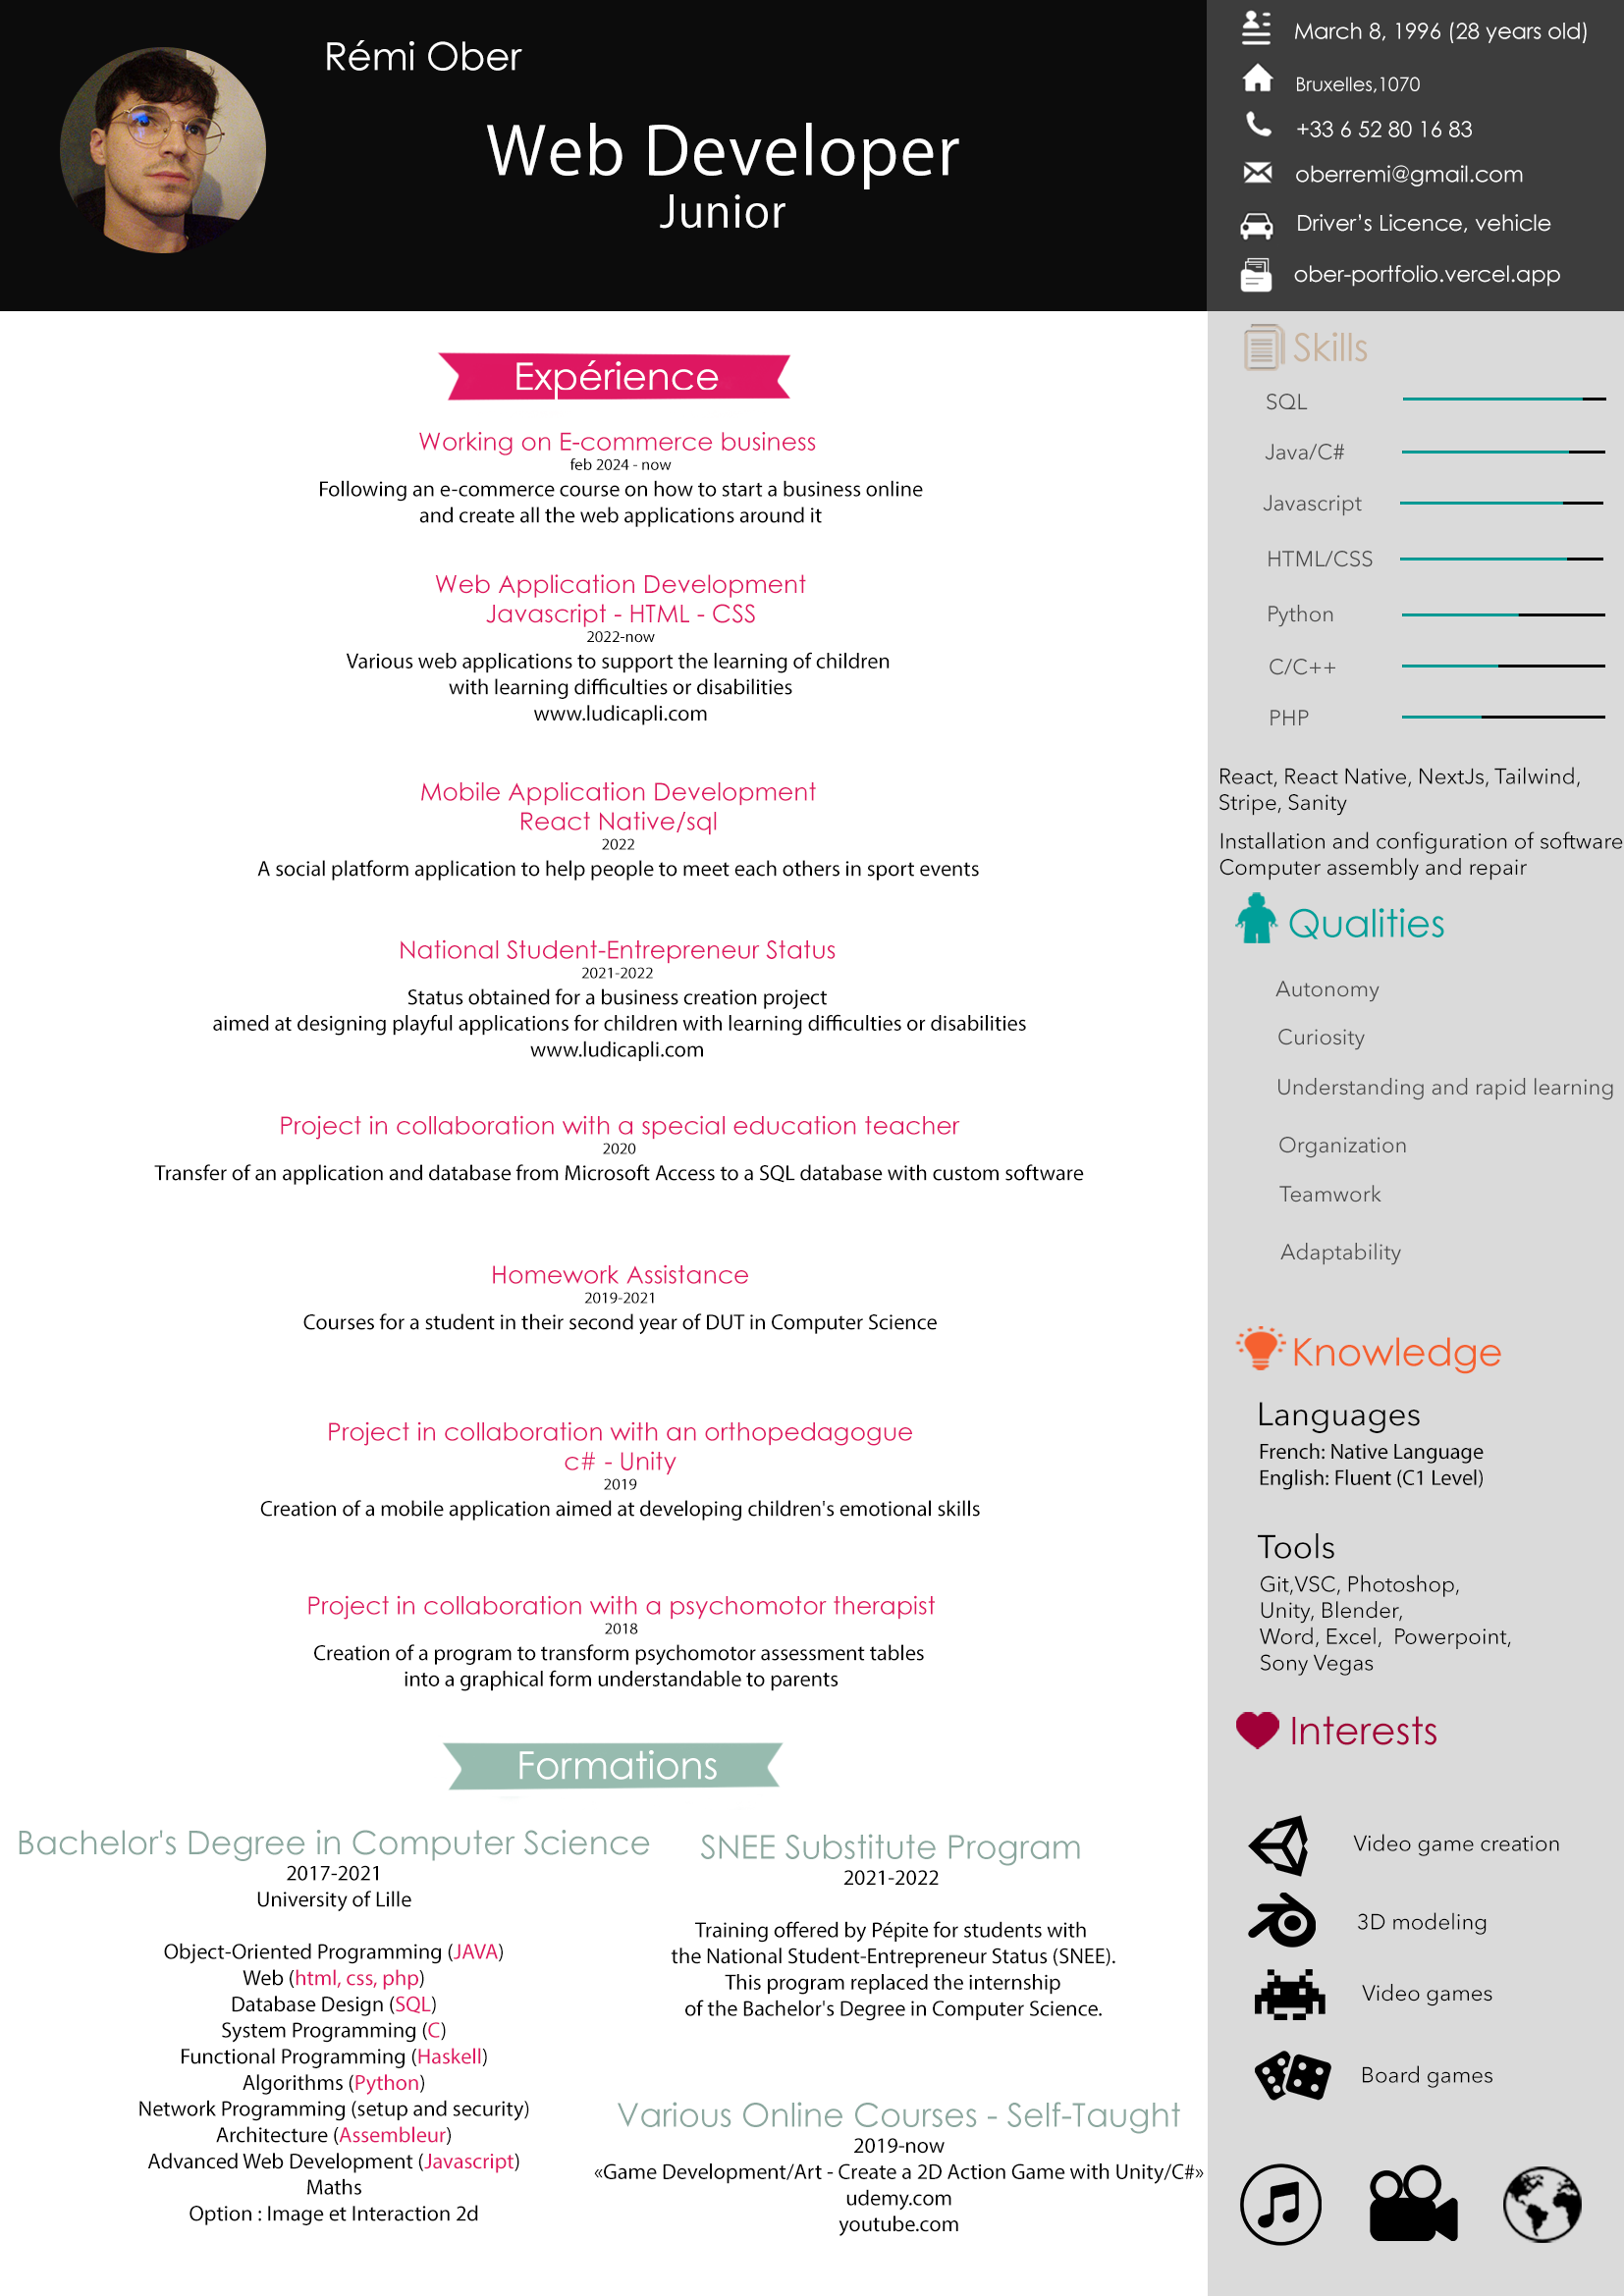 Rémi Ober
Web Developer
Junior
March 8, 1996 (28 years old)
Bruxelles,1070
+33 6 52 80 16 83
oberremi@gmail.com
Driver's Licence, vehicle
ober-portfolio.vercel.app
Expérience
Working on E-commerce business
feb 2024 - now
Following an e-commerce course on how to start a business online
and create all the web applications around it
Web Application Development
Javascript - HTML - CSS
2022-now
Various web applications to support the learning of children
with learning difficulties or disabilities
www.ludicapli.com
Mobile Application Development
React Native/sql
2022
A social platform application to help people to meet each others in sport events
National Student-Entrepreneur Status
2021-2022
Status obtained for a business creation project
aimed at designing playful applications for children with learning difficulties or disabilities
www.ludicapli.com
Project in collaboration with a special education teacher
2020
Transfer of an application and database from Microsoft Access to a SQL database with custom software
Homework Assistance
2019-2021
Courses for a student in their second year of DUT in Computer Science
Project in collaboration with an orthopedagogue
c# - Unity
2019
Creation of a mobile application aimed at developing children's emotional skills
Project in collaboration with a psychomotor therapist
2018
Creation of a program to transform psychomotor assessment tables
into a graphical form understandable to parents
Formations
Bachelor's Degree in Computer Science
2017-2021
University of Lille
Object-Oriented Programming (JAVA)
Web (html, css, php)
Database Design (SQL)
System Programming (C)
Functional Programming (Haskell)
Algorithms (Python)
Network Programming (setup and security)
Architecture (Assembleur)
Advanced Web Development (Javascript)
Maths
Option : Image et Interaction 2d
SNEE Substitute Program
2021-2022
Training offered by Pépite for students with
the National Student-Entrepreneur Status (SNEE).
This program replaced the internship
of the Bachelor's Degree in Computer Science.
Various Online Courses - Self-Taught
2019-now
«Game Development/Art - Create a 2D Action Game with Unity/C#»
udemy.com
youtube.com
Skills
SQL
Java/C#
Javascript
HTML/CSS
Python
C/C++
PHP
React, React Native, NextJs, Tailwind,
Stripe, Sanity
Installation and configuration of software
Computer assembly and repair
Qualities
Autonomy
Curiosity
Understanding and rapid learning
Organization
Teamwork
Adaptability
Knowledge
Languages
French: Native Language
English: Fluent (C1 Level)
Tools
Git,VSC, Photoshop,
Unity, Blender,
Word, Excel,  Powerpoint,
Sony Vegas
Interests
Video game creation
3D modeling
Video games
Board games